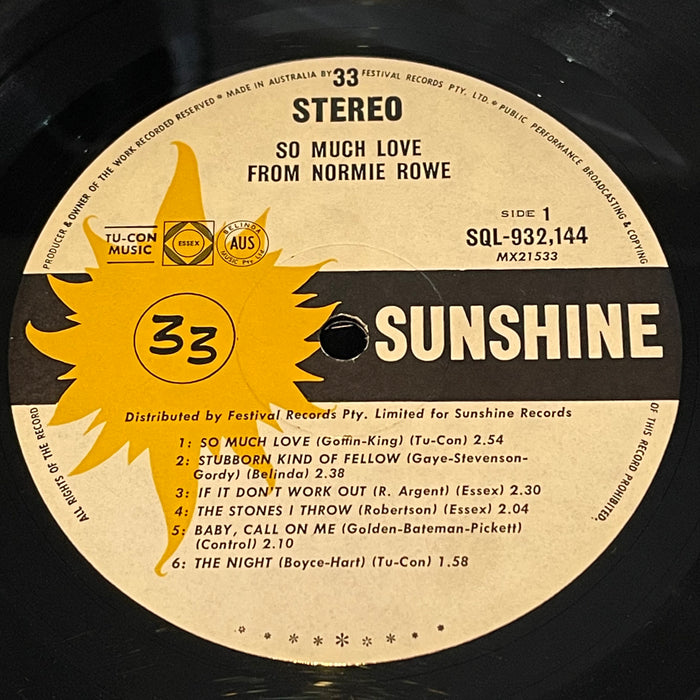 PRODUCER & OWNER OF THE WORK RECORDED RESERVED * MADE IN AUSTRALIA BY 33 FESTIVAL RECORDS PTY. LTD. * PUBLIC PERFORMANCE BROADCASTING & COPYING
STEREO
SO MUCH LOVE
FROM NORMIE ROWE
SIDE 1
SQL-932,144
MX21533
TU-CON
MUSIC
ESSEX
BELINDA
AUS
MUSIC Pty. Ltd
33
SUNSHINE
Distributed by Festival Records Pty. Limited for Sunshine Records
1: SO MUCH LOVE (Goffin-King) (Tu-Con) 2.54
2: STUBBORN KIND OF FELLOW (Gaye-Stevenson-
Gordy) (Belinda) 2.38
3: IF IT DON'T WORK OUT (R. Argent) (Essex) 2.30
4: THE STONES I THROW (Robertson) (Essex) 2.04
5: BABY, CALL ON ME (Golden-Bateman-Pickett)
(Control) 2.10
6: THE NIGHT (Boyce-Hart) (Tu-Con) 1.58
ALL RIGHTS OF THE RECORD
OF THIS RECORD PROHIBITED.